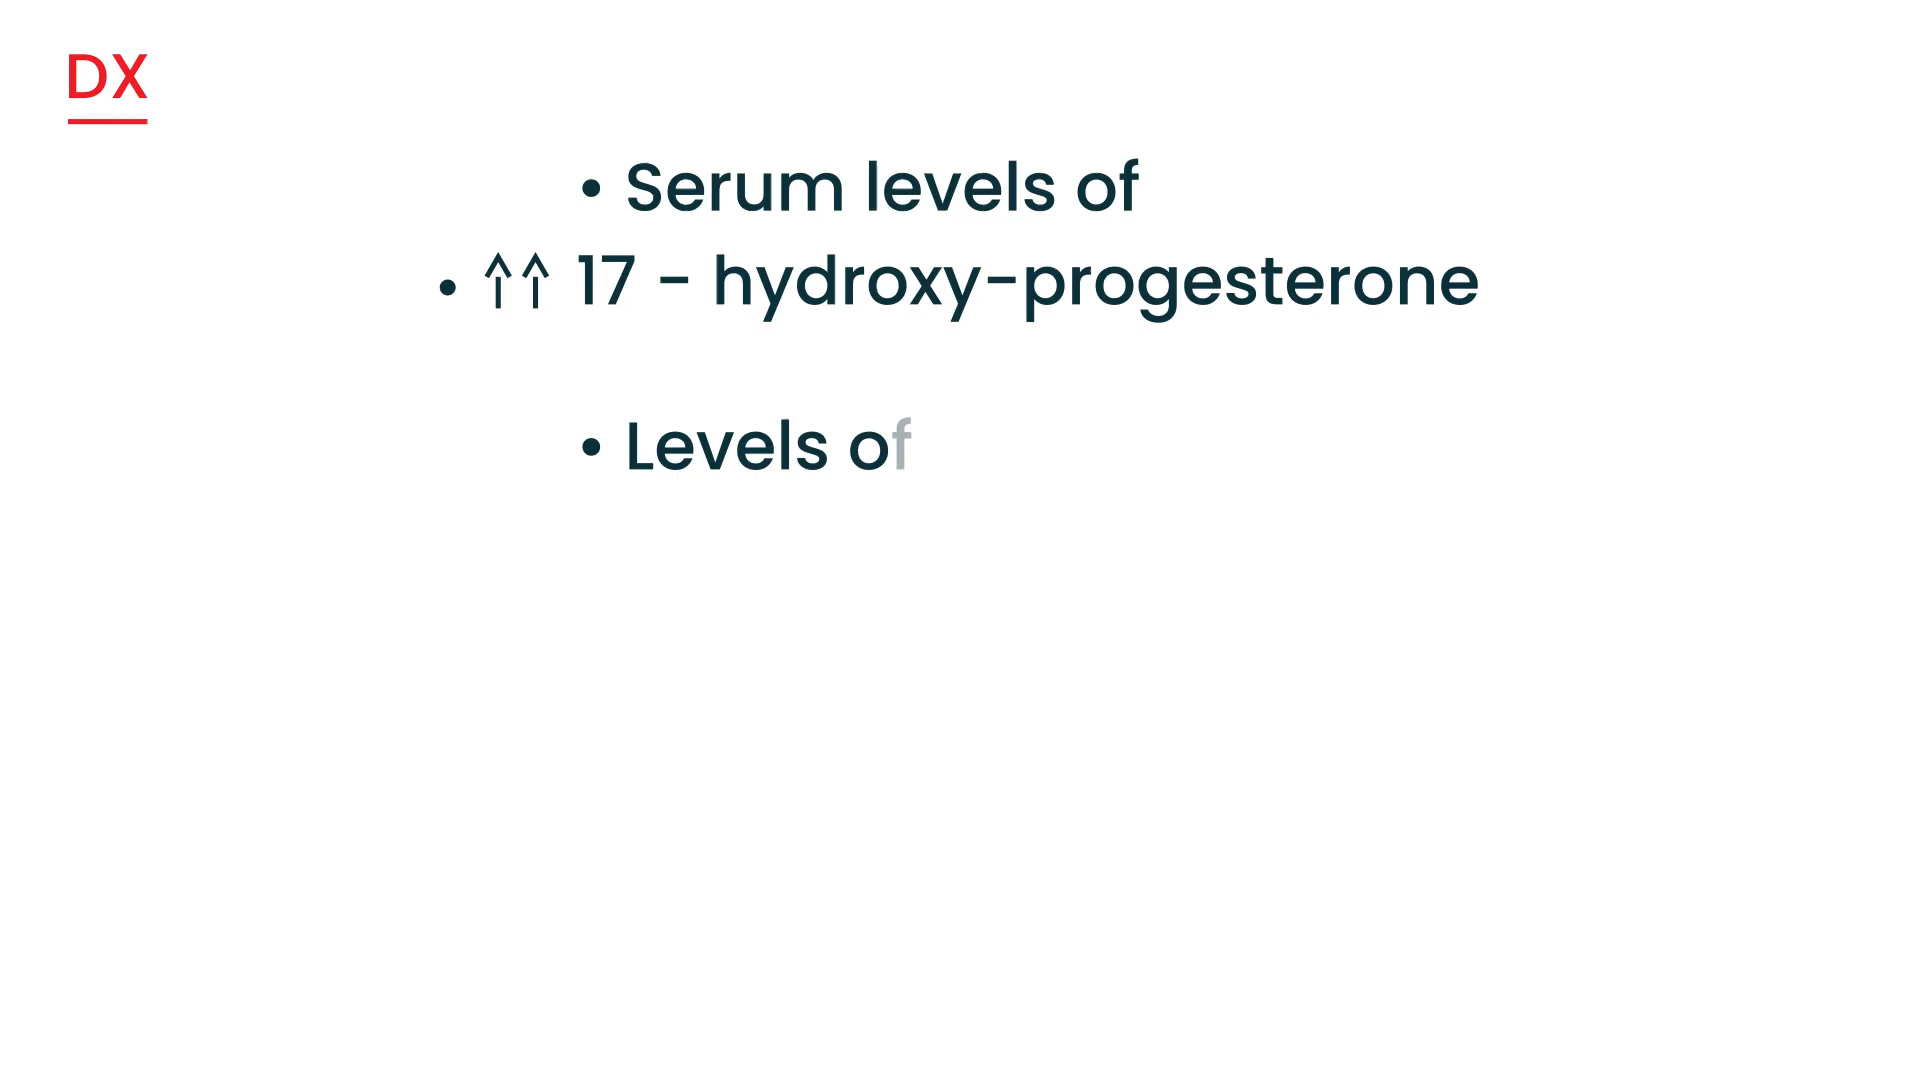 DX
• Serum levels of
• ↑↑ 17 - hydroxy-progesterone
• Levels of